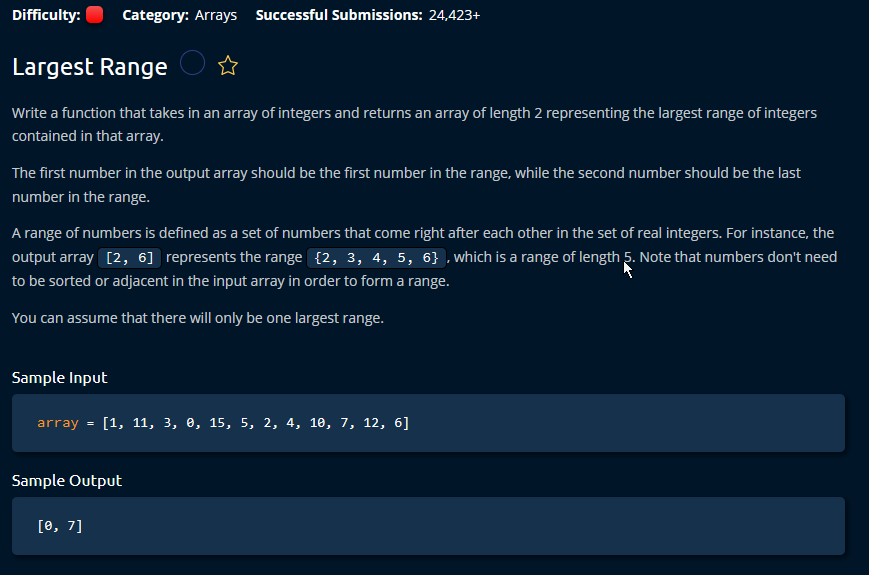 Difficulty: Category: Arrays Successful Submissions: 24,423+
Largest Range
Write a function that takes in an array of integers and returns an array of length 2 representing the largest range of integers
contained in that array.
The first number in the output array should be the first number in the range, while the second number should be the last
number in the range.
A range of numbers is defined as a set of numbers that come right after each other in the set of real integers. For instance, the
output array [2, 6] represents the range {2, 3, 4, 5, 6}, which is a range of length 5. Note that numbers don't need
to be sorted or adjacent in the input array in order to form a range.
You can assume that there will only be one largest range.
Sample Input
array = [1, 11, 3, 0, 15, 5, 2, 4, 10, 7, 12, 6]
Sample Output
[0, 7]